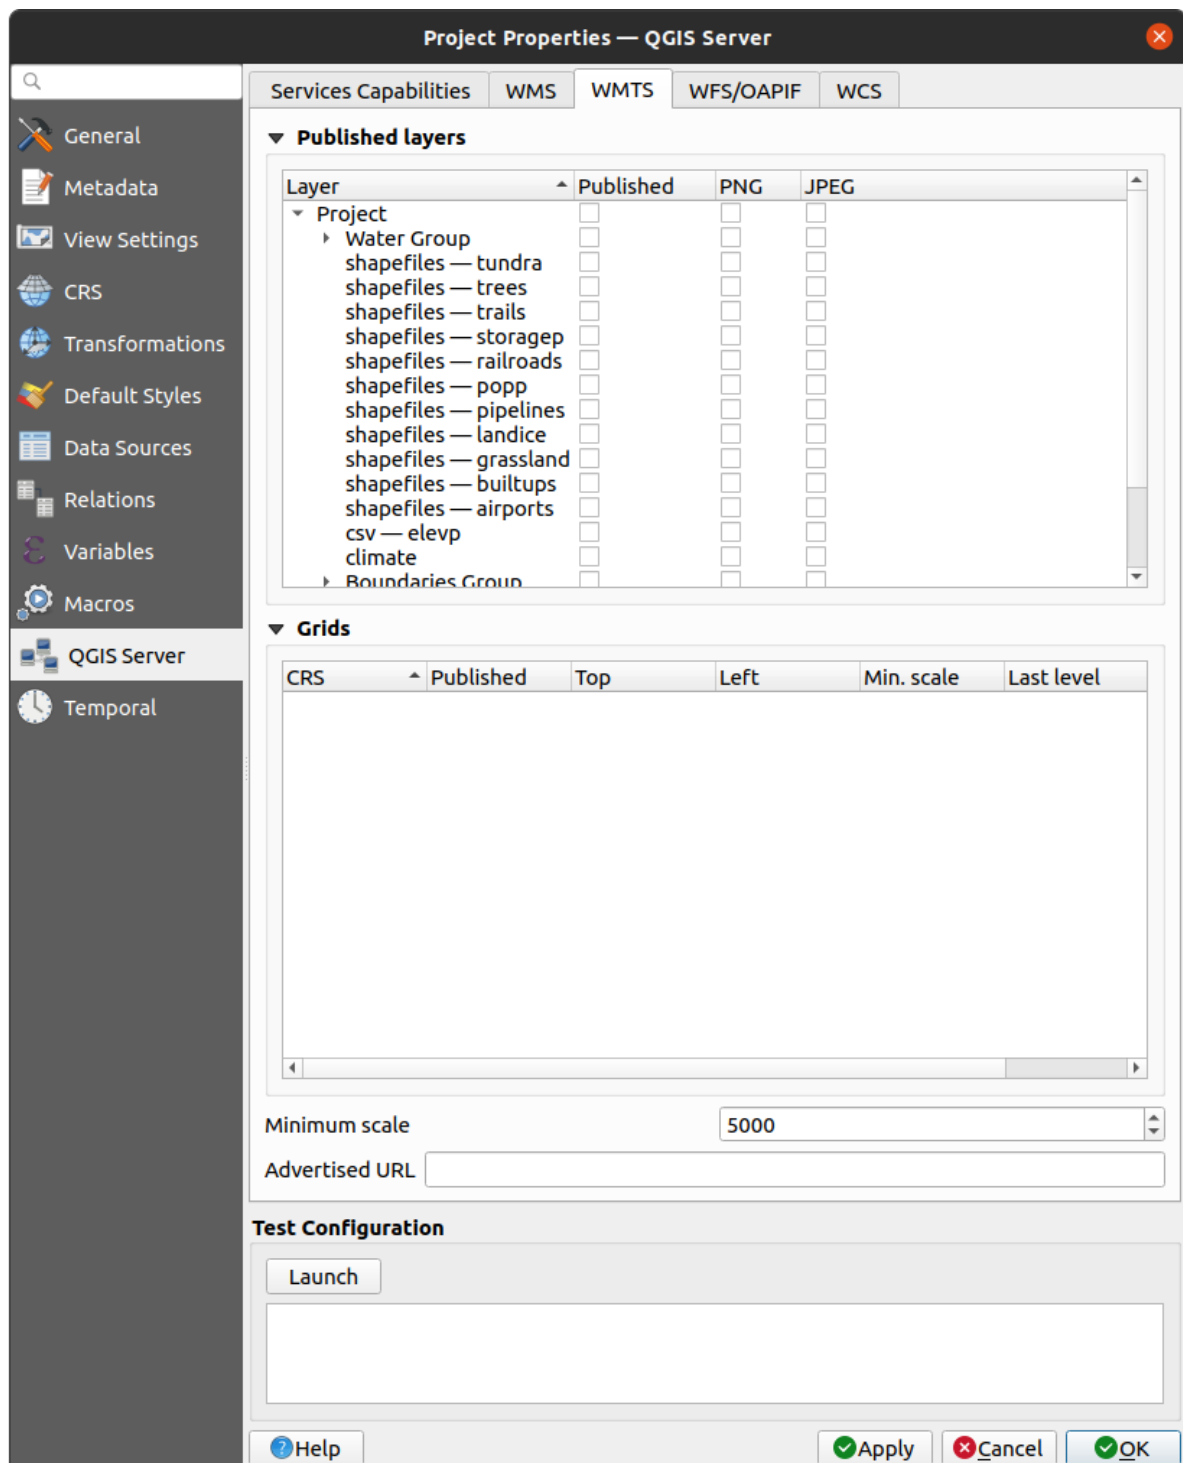 Project Properties — QGIS Server
Services Capabilities WMS WMTS WFS/OAPIF WCS
General
Metadata
View Settings
CRS
Transformations
Default Styles
Data Sources
Relations
Variables
Macros
QGIS Server
Temporal
Published layers
Layer Published PNG JPEG
Project
Water Group
shapefiles — tundra
shapefiles — trees
shapefiles — trails
shapefiles — storagep
shapefiles — railroads
shapefiles — popp
shapefiles — pipelines
shapefiles — landice
shapefiles — grassland
shapefiles — builtups
shapefiles — airports
csv — elevp
climate
Boundaries Group
Grids
CRS Published Top Left Min. scale Last level
Minimum scale 5000
Advertised URL
Test Configuration
Launch
Help Apply Cancel OK